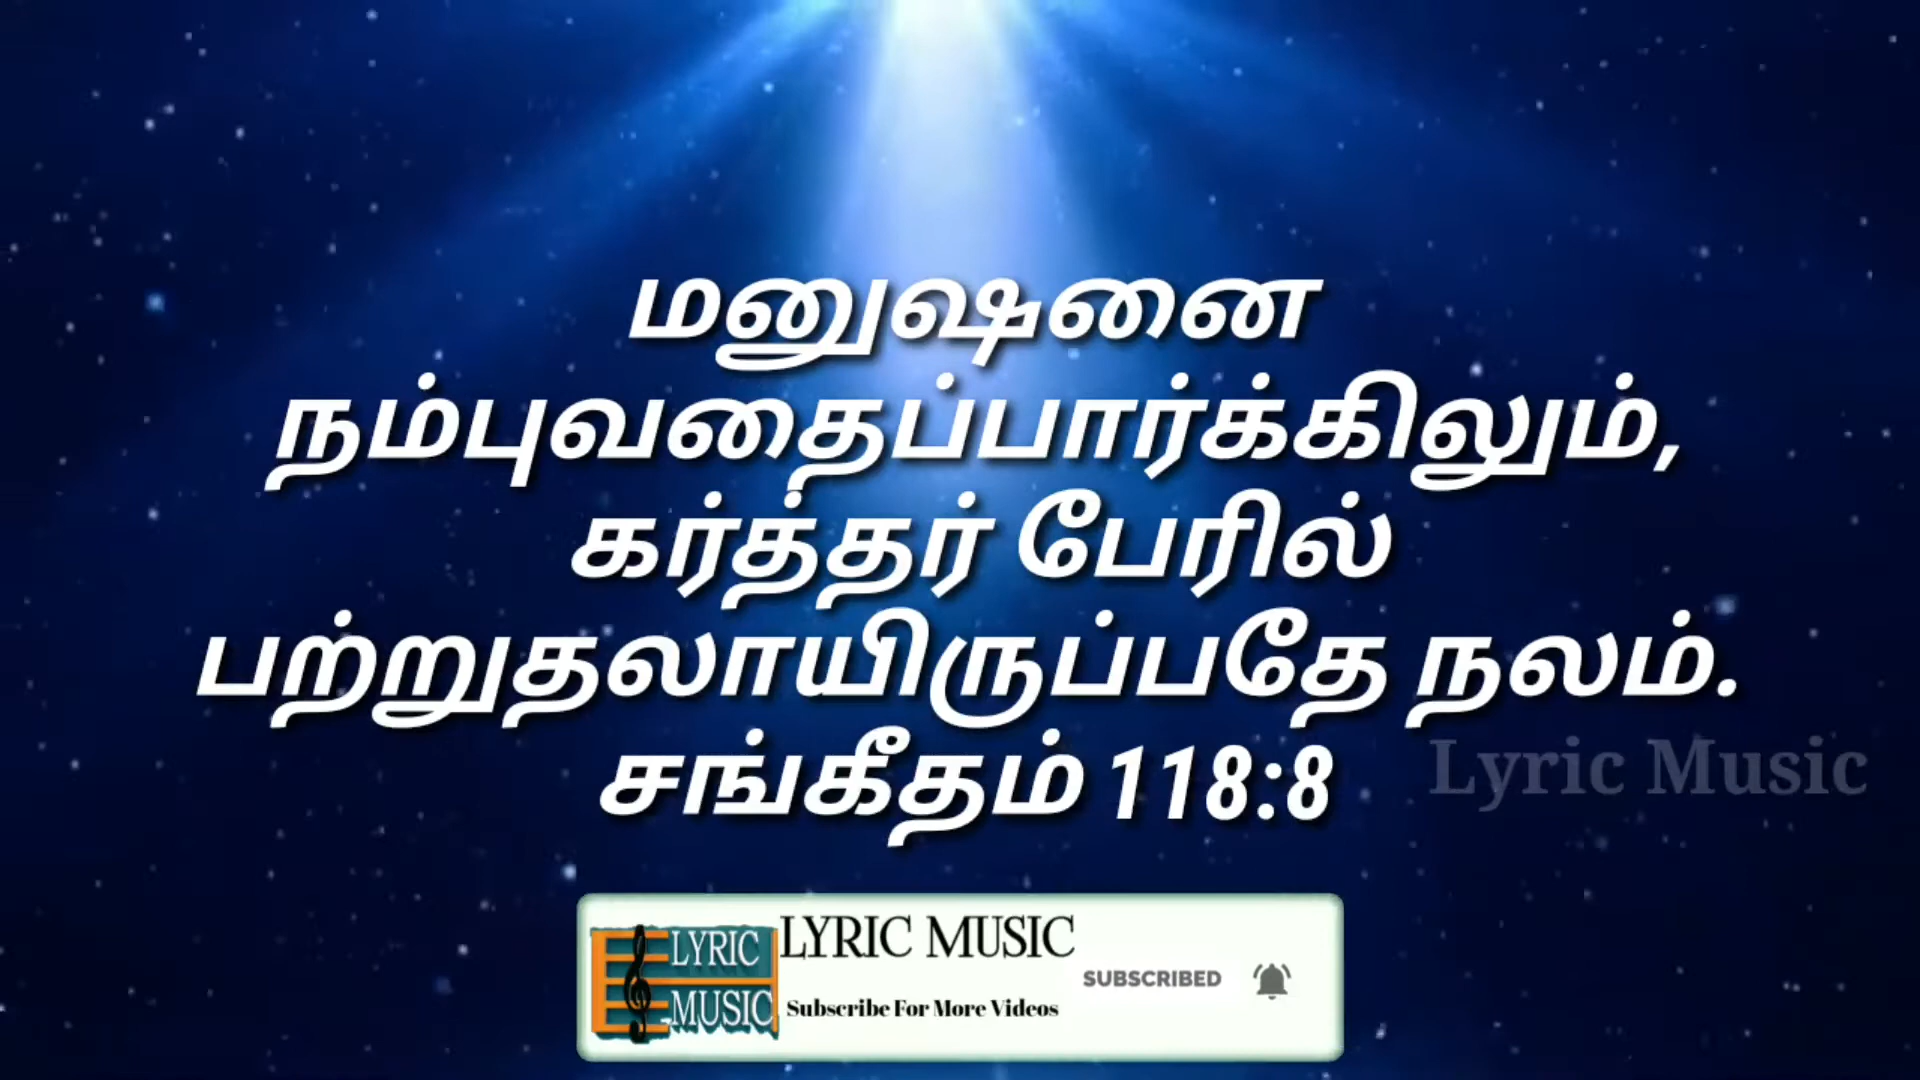 மனுஷனை
நம்புவதைப்பார்க்கிலும்,
கர்த்தர் பேரில்
பற்றுதலாயிருப்பதே நலம்.
சங்கீதம் 118:8
Lyric Music
LYRIC
MUSIC
LYRIC MUSIC
SUBSCRIBED
Subscribe For More Videos